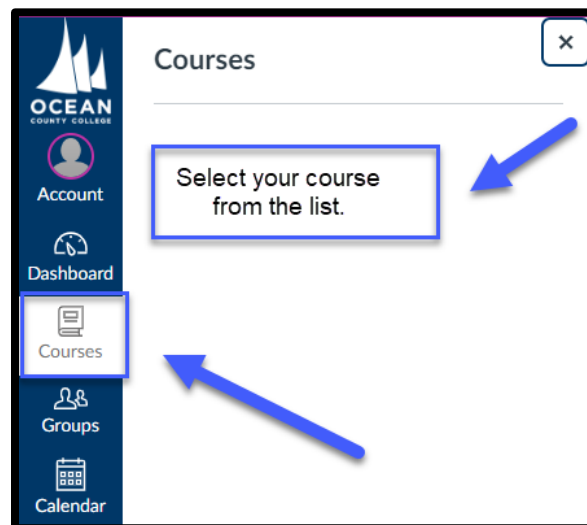 OCEAN
COUNTY COLLEGE
Account
Dashboard
Courses
Groups
Calendar
Courses
×
Select your course
from the list.